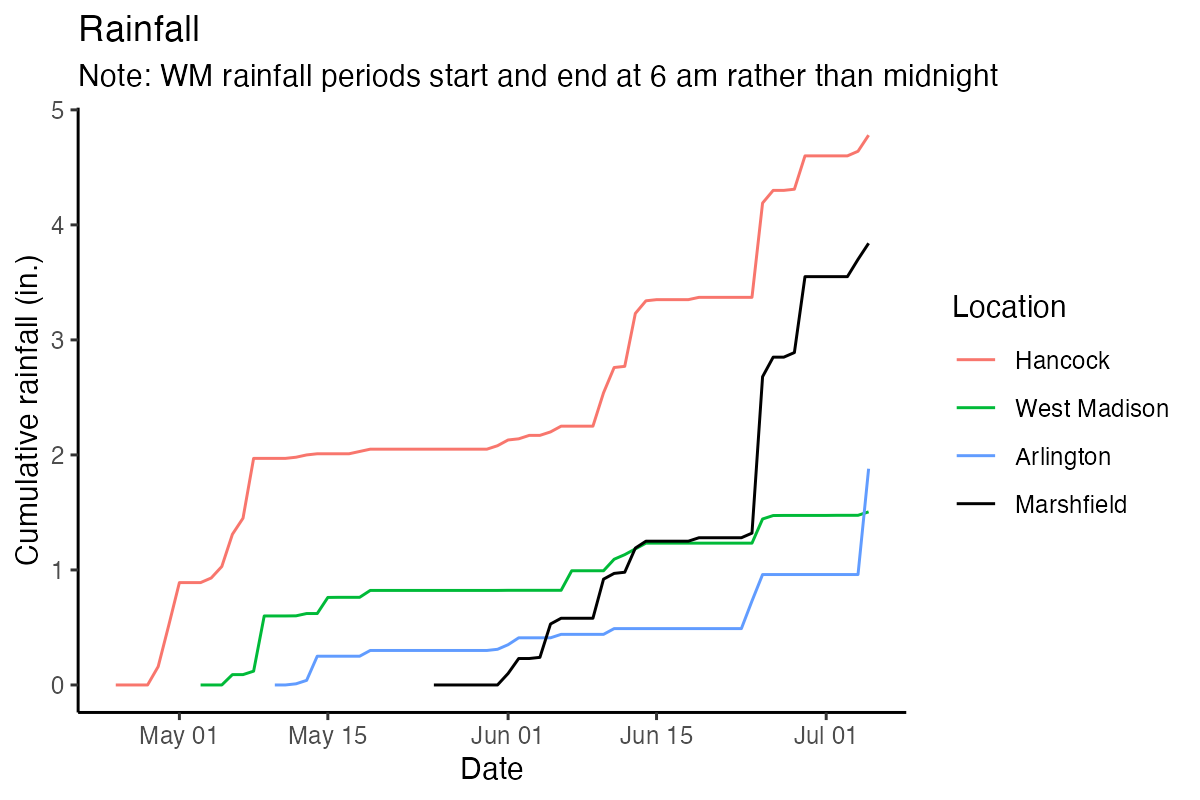 Rainfall
Note: WM rainfall periods start and end at 6 am rather than midnight
Cumulative rainfall (in.)
5
4
3
2
1
0
May 01
May 15
Jun 01
Jun 15
Jul 01
Date
Location
Hancock
West Madison
Arlington
Marshfield